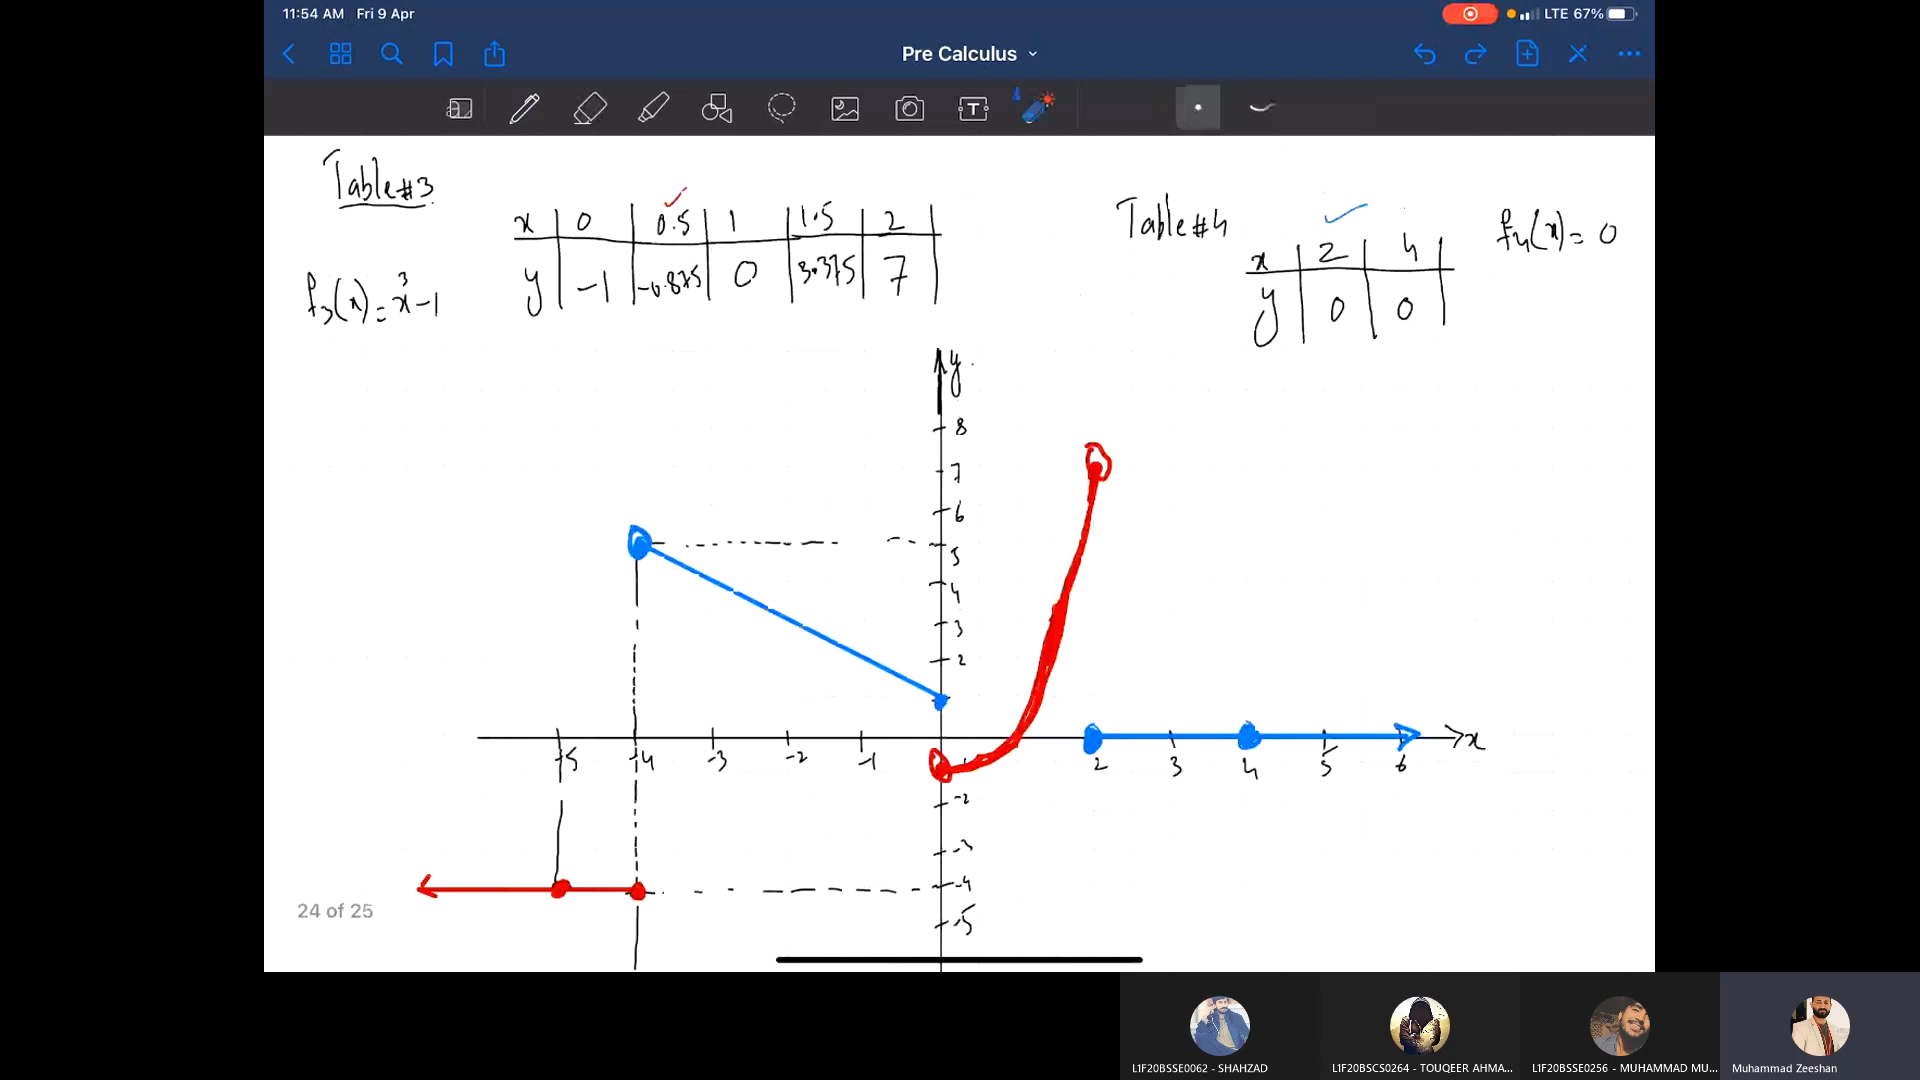 11:54 AM Fri 9 Apr
LTE 67%
Pre Calculus
T
Table#3
x 0 0.5 1 1.5 2
y -1 -0.875 0 3.375 7
f₃(x)=x³-1
Table#4
x 2 4
y 0 0
f₄(x)=0
y
8
7
6
5
4
3
2
-5 -4 -3 -2 -1 2 3 4 5 6 x
-2
-3
-4
-5
24 of 25
L1F20BSSE0062 - SHAHZAD
L1F20BSCS0264 - TOUQEER AHMA...
L1F20BSSE0256 - MUHAMMAD MU...
Muhammad Zeeshan